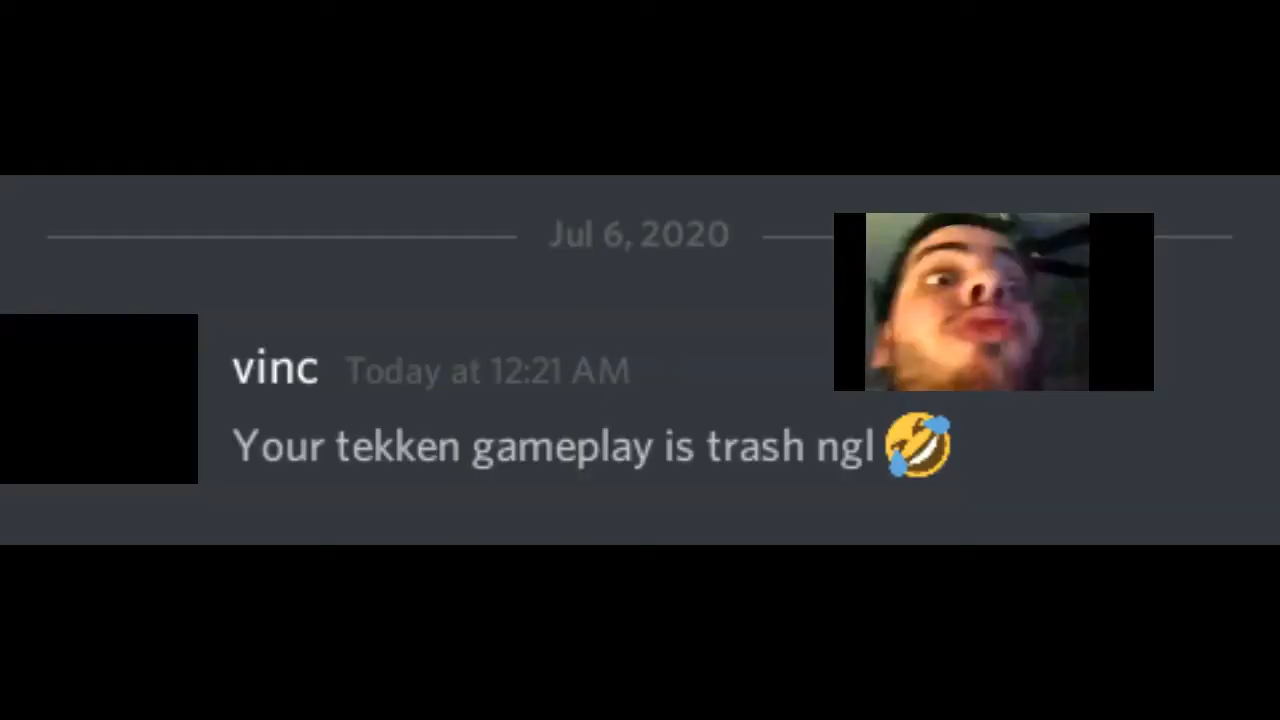 Jul 6, 2020
vinc Today at 12:21 AM
Your tekken gameplay is trash ngl 🤣